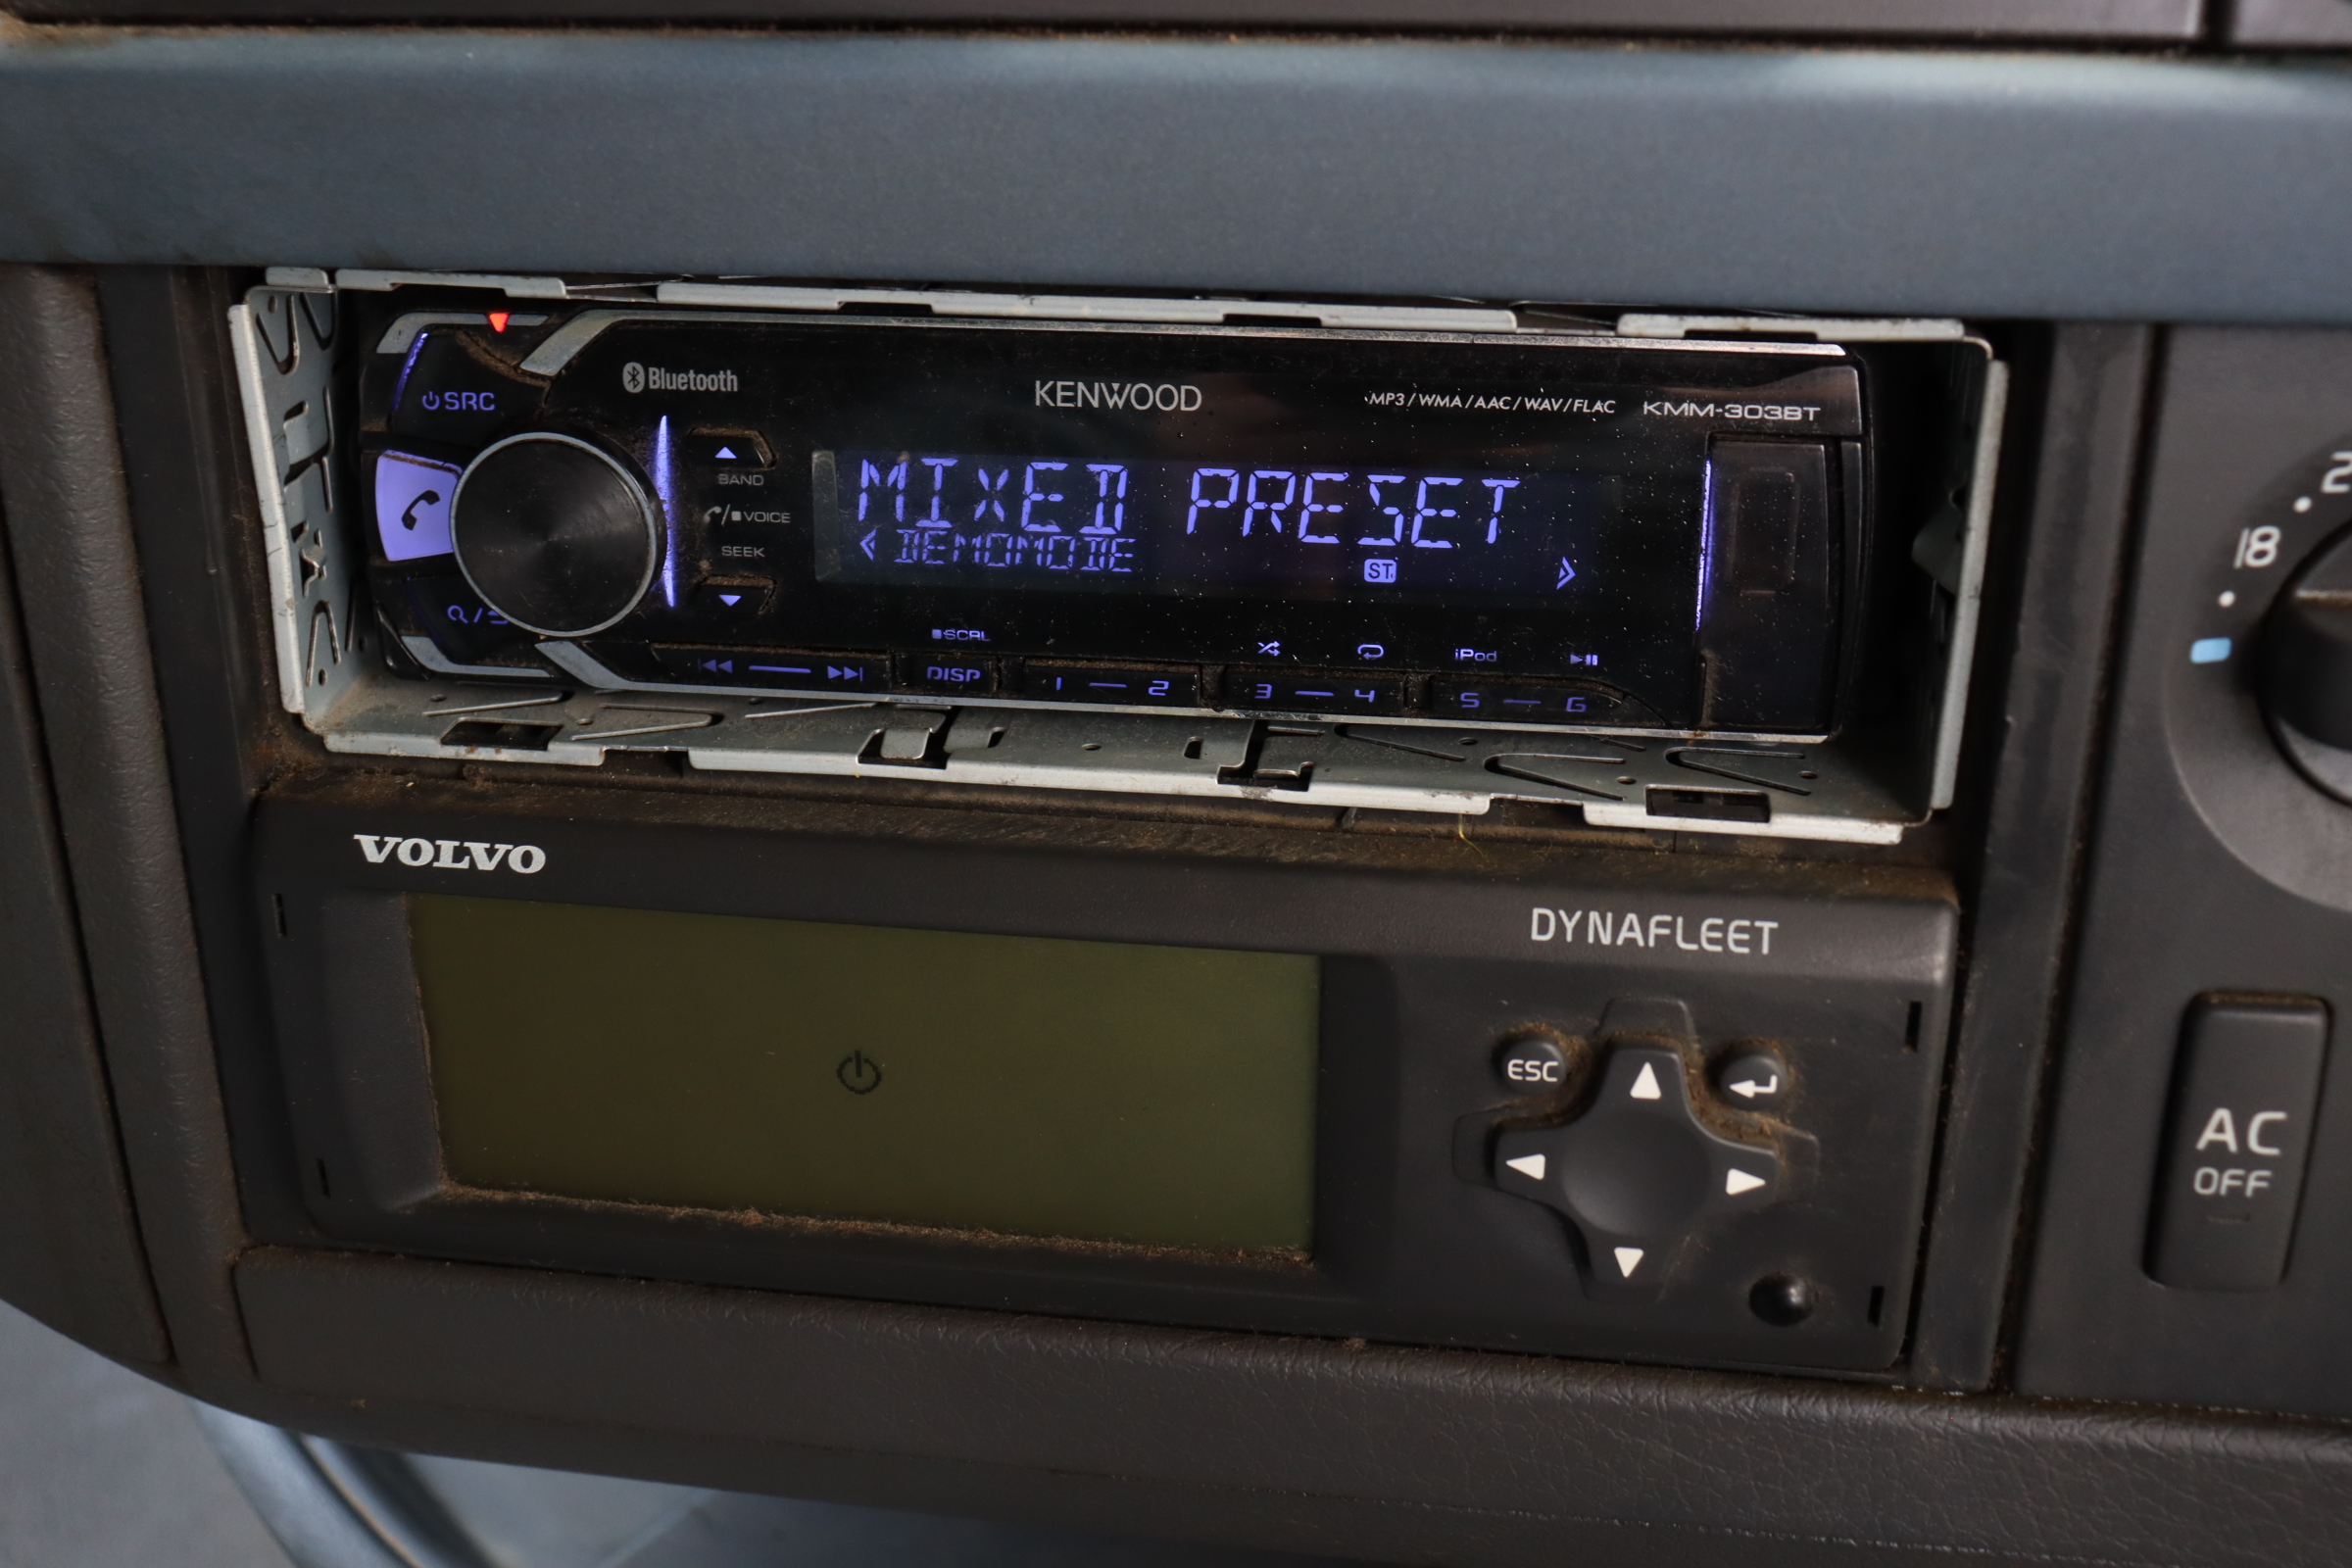 Bluetooth
KENWOOD
MP3/WMA/AAC/WAV/FLAC KMM-303BT
SRC
BAND
VOICE
SEEK
MIXED PRESET
DEMOMODE
ST
SCRL
iPod
DISP
1 2
3 4
5 6
18
VOLVO
DYNAFLEET
ESC
AC
OFF